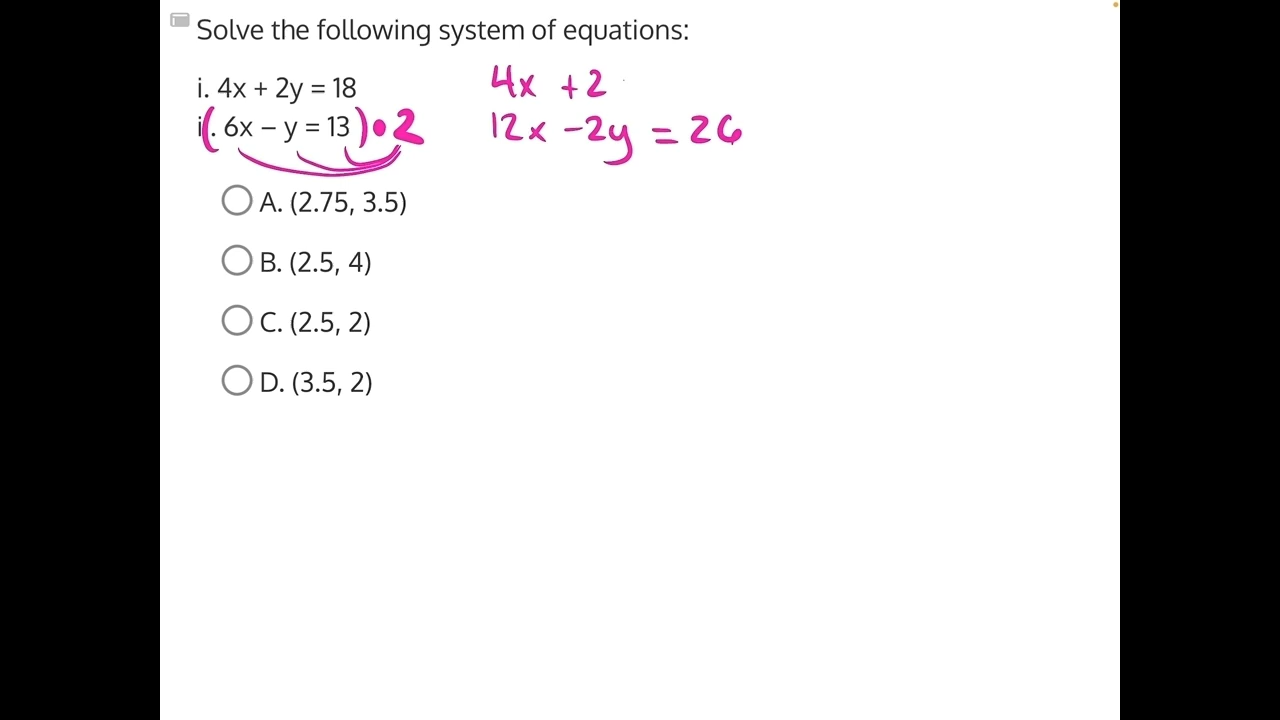 Solve the following system of equations:
i. 4x + 2y = 18
4x + 2
(i. 6x – y = 13) • 2
12x - 2y = 26
A. (2.75, 3.5)
B. (2.5, 4)
C. (2.5, 2)
D. (3.5, 2)